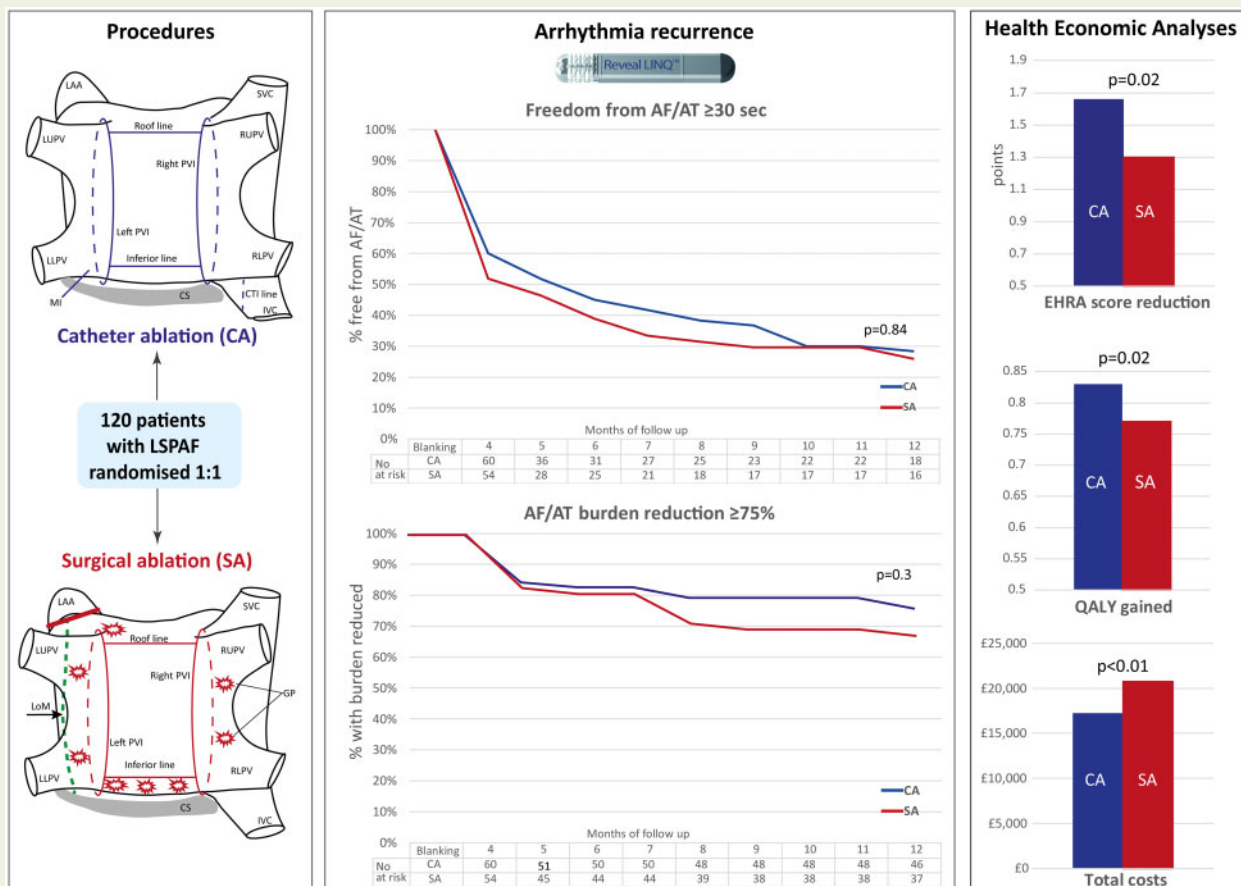 Procedures
LAA
SVC
LUPV
Roof line
RUPV
Right PVI
Left PVI
LLPV
Inferior line
RLPV
MI
CS
CTI line
IVC
Catheter ablation (CA)
120 patients
with LSPAF
randomised 1:1
Surgical ablation (SA)
LAA
SVC
LUPV
Roof line
RUPV
Right PVI
GP
LoM
Left PVI
LLPV
Inferior line
RLPV
CS
IVC
Arrhythmia recurrence
Reveal LINQ™
Freedom from AF/AT ≥30 sec
% free from AF/AT
100%
90%
80%
70%
60%
50%
40%
30%
20%
10%
0%
p=0.84
CA
SA
Months of follow up
Blanking 4 5 6 7 8 9 10 11 12
No at risk
CA 60 36 31 27 25 23 22 22 18
SA 54 28 25 21 18 17 17 17 16
AF/AT burden reduction ≥75%
% with burden reduced
100%
90%
80%
70%
60%
50%
40%
30%
20%
10%
0%
p=0.3
CA
SA
Months of follow up
Blanking 4 5 6 7 8 9 10 11 12
No at risk
CA 60 51 50 50 48 48 48 48 46
SA 54 45 44 44 39 38 38 38 37
Health Economic Analyses
points
1.9
1.7
1.5
1.3
1.1
0.9
0.7
0.5
p=0.02
CA SA
EHRA score reduction
p=0.02
0.85
0.8
0.75
0.7
0.65
0.6
0.55
0.5
CA SA
QALY gained
£25,000
£20,000
£15,000
£10,000
£5,000
£0
p<0.01
CA SA
Total costs